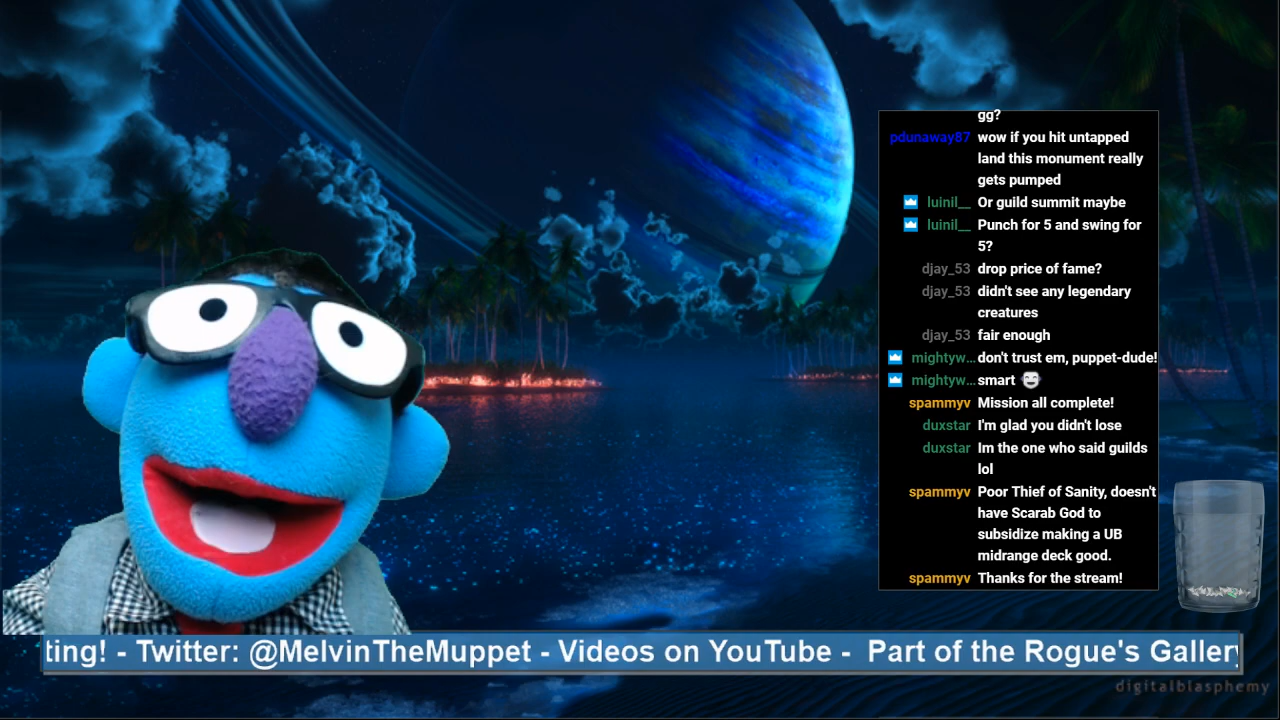 gg?
pdunaway87 wow if you hit untapped
land this monument really
gets pumped
luinil__ Or guild summit maybe
luinil__ Punch for 5 and swing for
5?
djay_53 drop price of fame?
djay_53 didn't see any legendary
creatures
djay_53 fair enough
mightyw... don't trust em, puppet-dude!
mightyw... smart
spammyv Mission all complete!
duxstar I'm glad you didn't lose
duxstar Im the one who said guilds
lol
spammyv Poor Thief of Sanity, doesn't
have Scarab God to
subsidize making a UB
midrange deck good.
spammyv Thanks for the stream!
ting! - Twitter: @MelvinTheMuppet - Videos on YouTube - Part of the Rogue's Gallery
digitalblasphemy